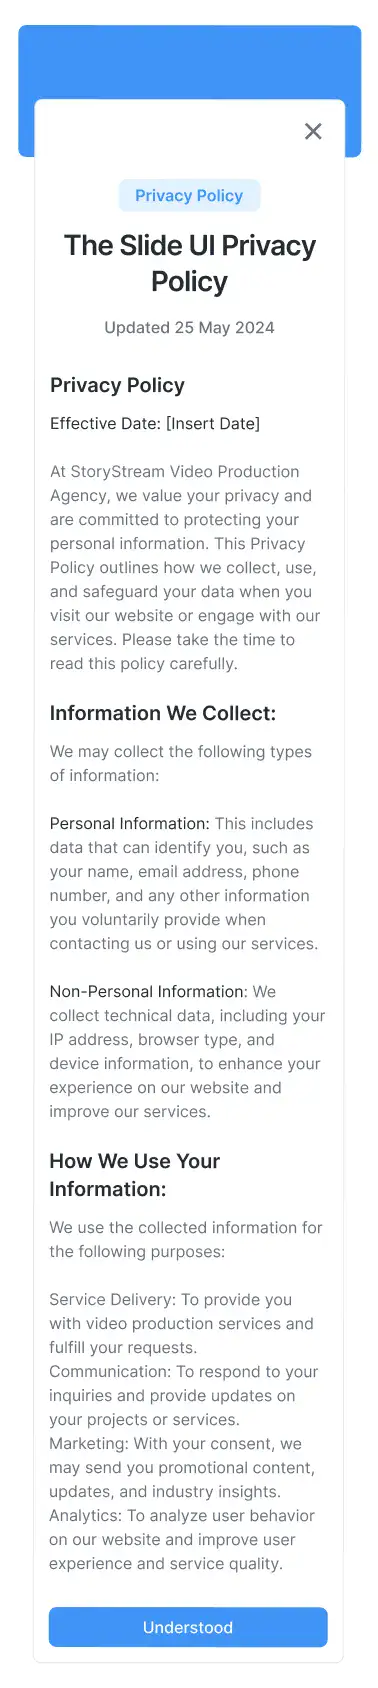 Privacy Policy
The Slide UI Privacy
Policy
Updated 25 May 2024
Privacy Policy
Effective Date: [Insert Date]
At StoryStream Video Production
Agency, we value your privacy and
are committed to protecting your
personal information. This Privacy
Policy outlines how we collect, use,
and safeguard your data when you
visit our website or engage with our
services. Please take the time to
read this policy carefully.
Information We Collect:
We may collect the following types
of information:
Personal Information: This includes
data that can identify you, such as
your name, email address, phone
number, and any other information
you voluntarily provide when
contacting us or using our services.
Non-Personal Information: We
collect technical data, including your
IP address, browser type, and
device information, to enhance your
experience on our website and
improve our services.
How We Use Your
Information:
We use the collected information for
the following purposes:
Service Delivery: To provide you
with video production services and
fulfill your requests.
Communication: To respond to your
inquiries and provide updates on
your projects or services.
Marketing: With your consent, we
may send you promotional content,
updates, and industry insights.
Analytics: To analyze user behavior
on our website and improve user
experience and service quality.
Understood